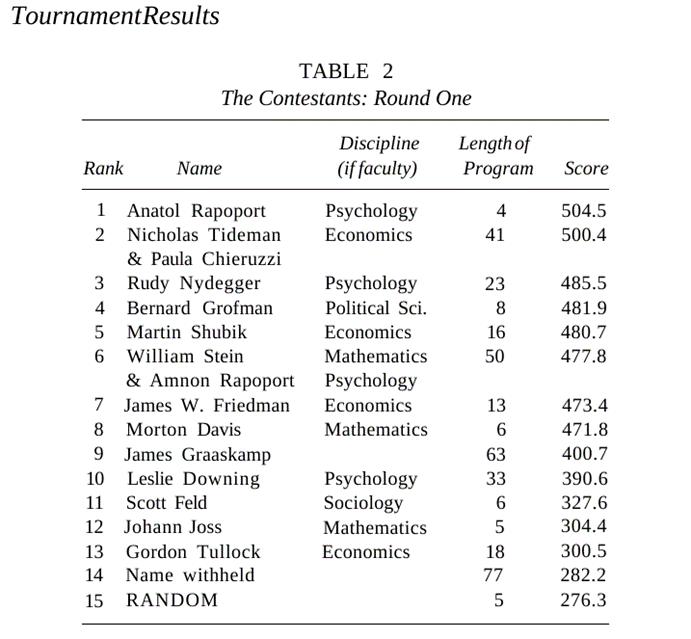 TournamentResults
TABLE 2
The Contestants: Round One
Discipline Length of
Rank Name (if faculty) Program Score
1 Anatol Rapoport Psychology 4 504.5
2 Nicholas Tideman Economics 41 500.4
& Paula Chieruzzi
3 Rudy Nydegger Psychology 23 485.5
4 Bernard Grofman Political Sci. 8 481.9
5 Martin Shubik Economics 16 480.7
6 William Stein Mathematics 50 477.8
& Amnon Rapoport Psychology
7 James W. Friedman Economics 13 473.4
8 Morton Davis Mathematics 6 471.8
9 James Graaskamp 63 400.7
10 Leslie Downing Psychology 33 390.6
11 Scott Feld Sociology 6 327.6
12 Johann Joss Mathematics 5 304.4
13 Gordon Tullock Economics 18 300.5
14 Name withheld 77 282.2
15 RANDOM 5 276.3